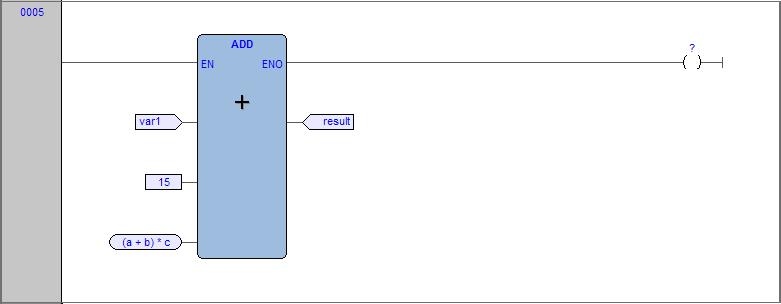 0005
ADD
?
EN ENO
+
var1
result
15
(a + b) * c
( )